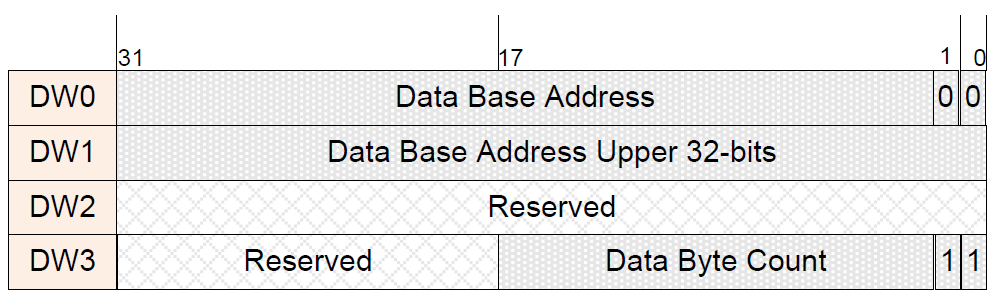 31 17 1 0
DW0 Data Base Address 0 0
DW1 Data Base Address Upper 32-bits
DW2 Reserved
DW3 Reserved Data Byte Count 1 1